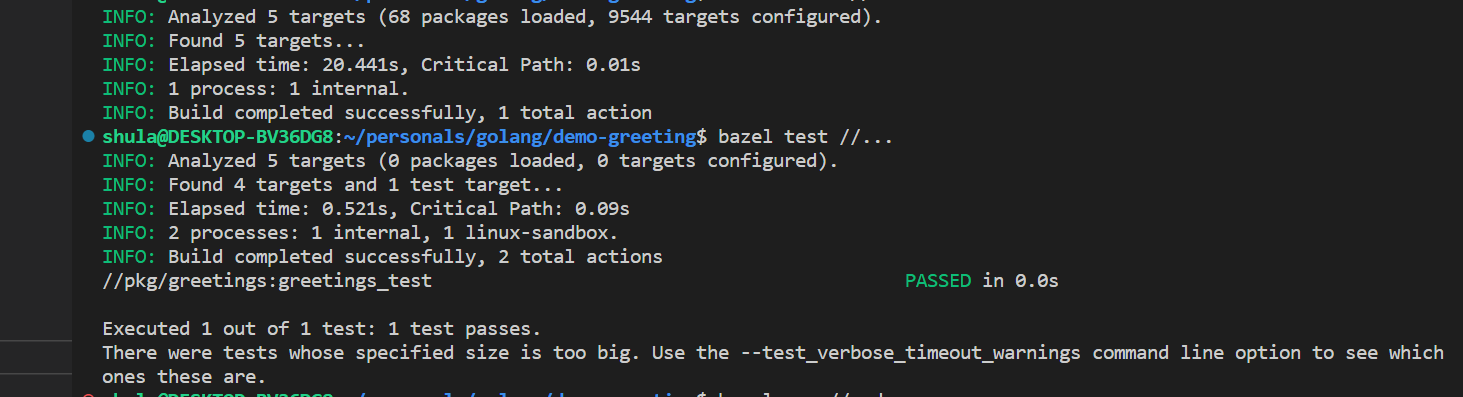 INFO: Analyzed 5 targets (68 packages loaded, 9544 targets configured).
INFO: Found 5 targets...
INFO: Elapsed time: 20.441s, Critical Path: 0.01s
INFO: 1 process: 1 internal.
INFO: Build completed successfully, 1 total action
shula@DESKTOP-BV36DG8:~/personals/golang/demo-greeting$ bazel test //...
INFO: Analyzed 5 targets (0 packages loaded, 0 targets configured).
INFO: Found 4 targets and 1 test target...
INFO: Elapsed time: 0.521s, Critical Path: 0.09s
INFO: 2 processes: 1 internal, 1 linux-sandbox.
INFO: Build completed successfully, 2 total actions
//pkg/greetings:greetings_test PASSED in 0.0s
Executed 1 out of 1 test: 1 test passes.
There were tests whose specified size is too big. Use the --test_verbose_timeout_warnings command line option to see which
ones these are.